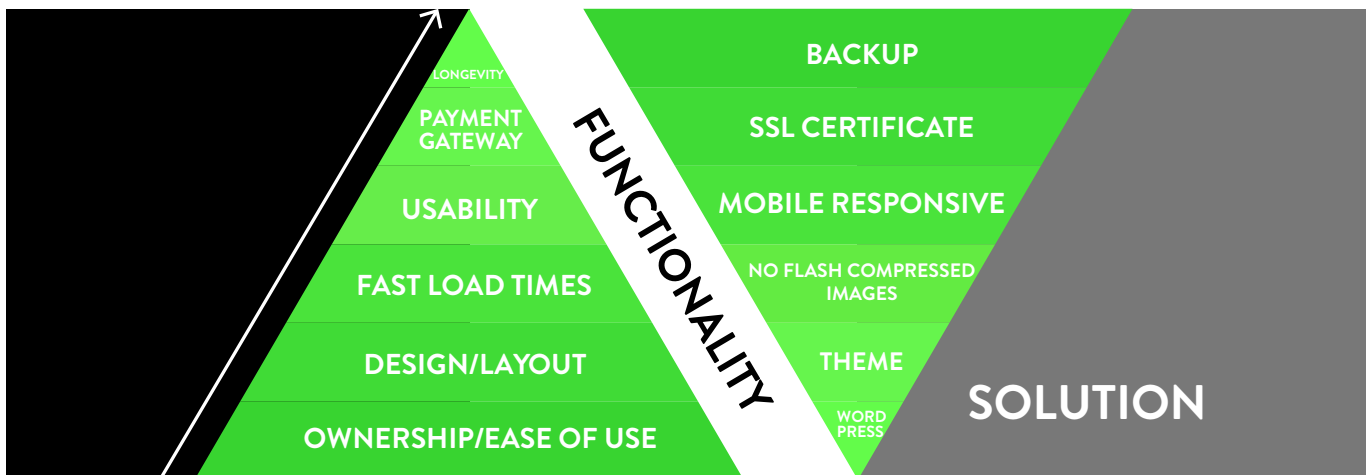 LONGEVITY
PAYMENT
GATEWAY
USABILITY
FAST LOAD TIMES
DESIGN/LAYOUT
OWNERSHIP/EASE OF USE
FUNCTIONALITY
BACKUP
SSL CERTIFICATE
MOBILE RESPONSIVE
NO FLASH COMPRESSED
IMAGES
THEME
WORD
PRESS
SOLUTION